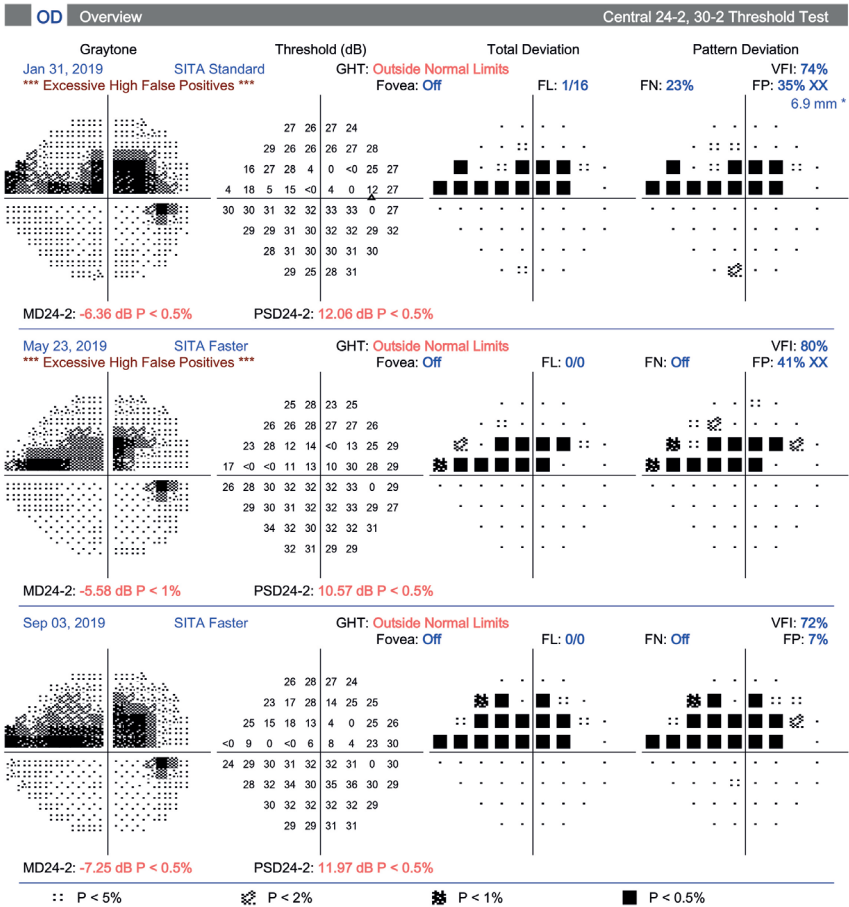 OD Overview Central 24-2, 30-2 Threshold Test
Graytone Threshold (dB) Total Deviation Pattern Deviation
Jan 31, 2019 SITA Standard GHT: Outside Normal Limits VFI: 74%
*** Excessive High False Positives *** Fovea: Off FL: 1/16 FN: 23% FP: 35% XX
6.9 mm *
27 26 27 24
29 26 26 26 27 28
16 27 28 4 0 <0 25 27
4 18 5 15 <0 4 0 12 27
30 30 31 32 32 33 33 0 27
29 29 31 30 32 32 29 32
28 31 30 30 31 30
29 25 28 31
MD24-2: -6.36 dB P < 0.5% PSD24-2: 12.06 dB P < 0.5%
May 23, 2019 SITA Faster GHT: Outside Normal Limits VFI: 80%
*** Excessive High False Positives *** Fovea: Off FL: 0/0 FN: Off FP: 41% XX
25 28 23 25
26 26 28 27 27 26
23 28 12 14 <0 13 25 29
17 <0 <0 11 13 10 30 28 29
26 28 30 32 32 32 33 0 29
29 30 31 32 32 33 29 27
34 32 30 32 32 31
32 31 29 29
MD24-2: -5.58 dB P < 1% PSD24-2: 10.57 dB P < 0.5%
Sep 03, 2019 SITA Faster GHT: Outside Normal Limits VFI: 72%
Fovea: Off FL: 0/0 FN: Off FP: 7%
26 28 27 24
23 17 28 14 25 25
25 15 18 13 4 0 25 26
<0 9 0 <0 6 8 4 23 30
24 29 30 31 32 32 31 0 30
28 32 34 30 35 36 30 29
30 32 32 32 32 29
29 29 31 31
MD24-2: -7.25 dB P < 0.5% PSD24-2: 11.97 dB P < 0.5%
P < 5% P < 2% P < 1% P < 0.5%